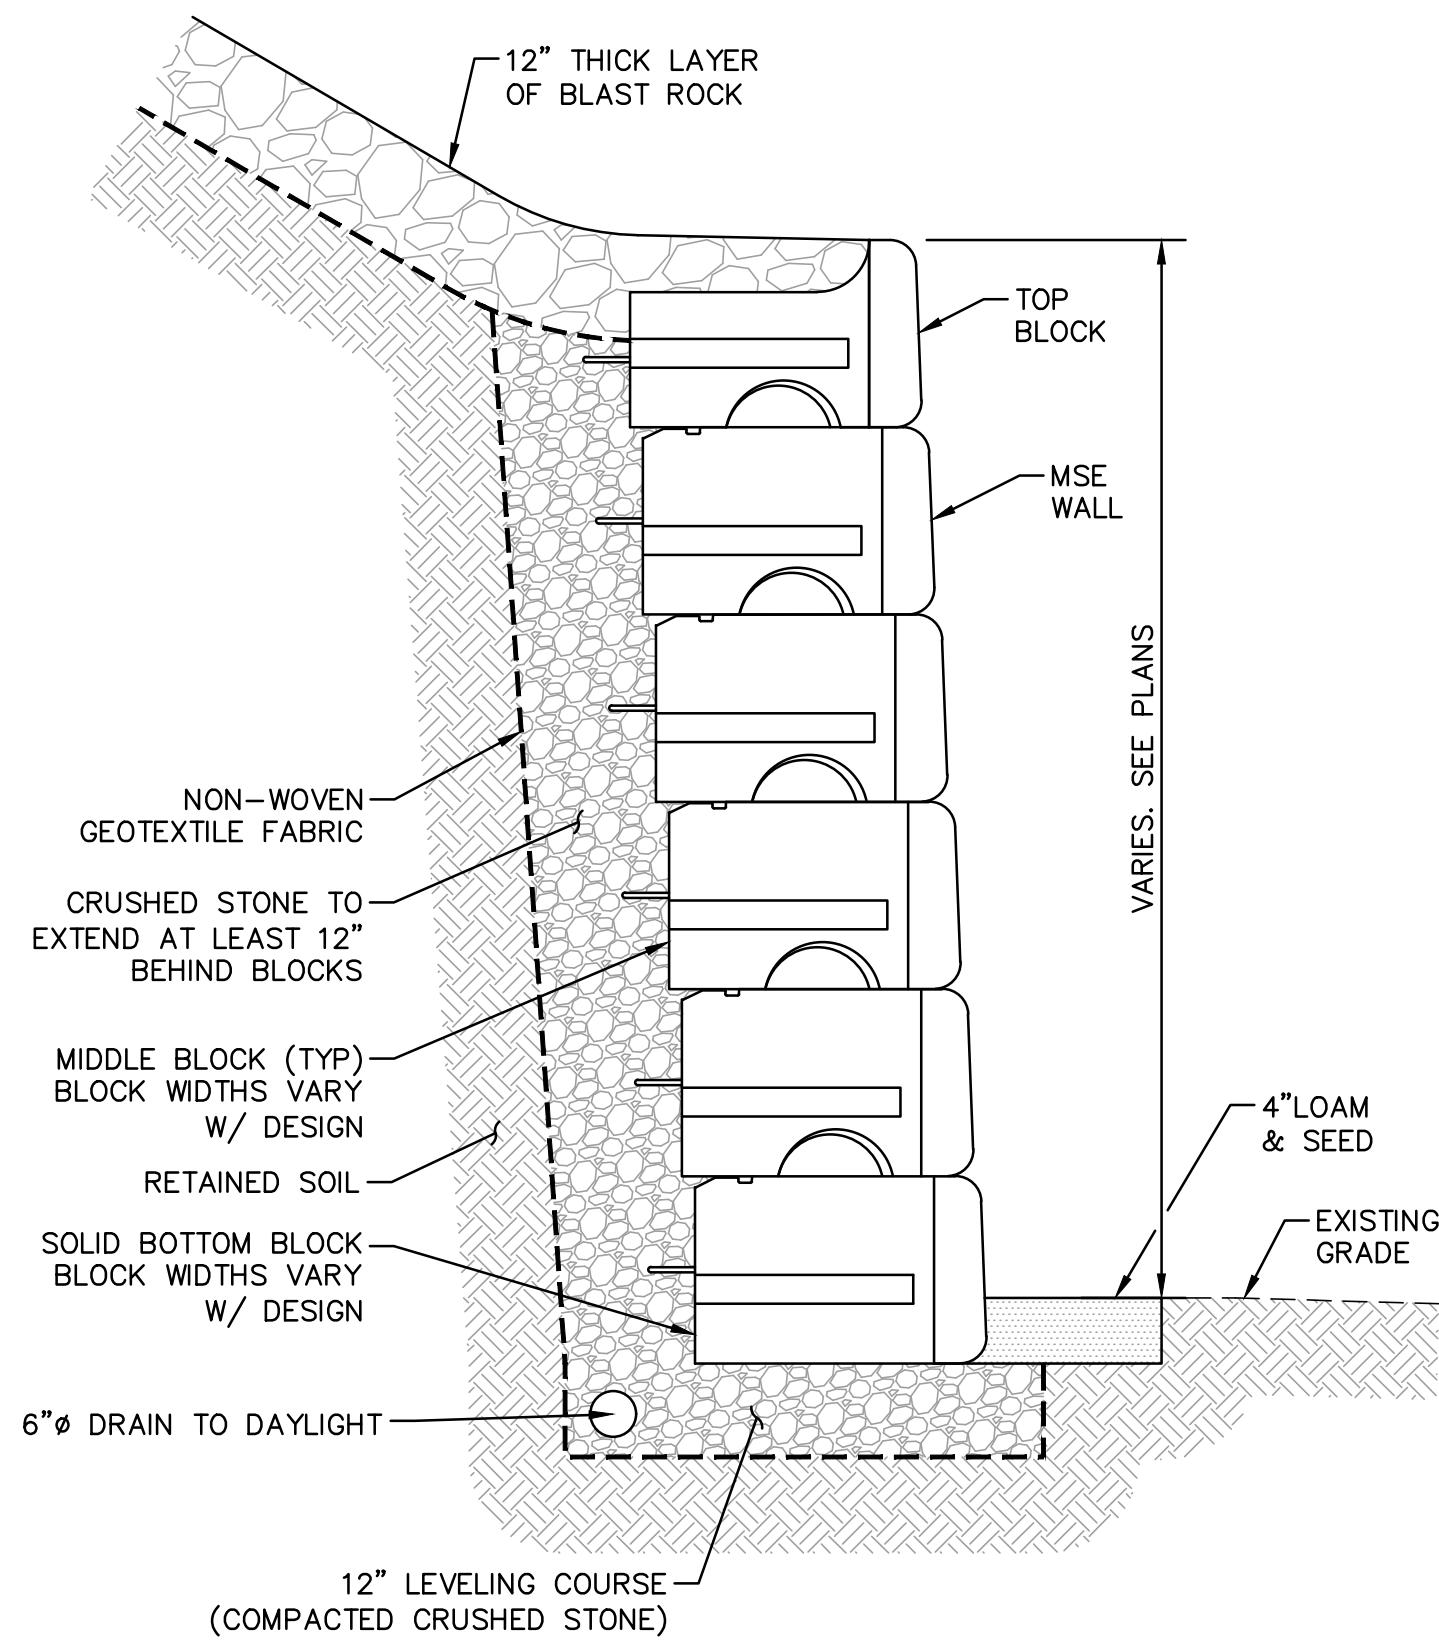 12” THICK LAYER
OF BLAST ROCK
TOP
BLOCK
MSE
WALL
VARIES. SEE PLANS
NON-WOVEN
GEOTEXTILE FABRIC
CRUSHED STONE TO
EXTEND AT LEAST 12”
BEHIND BLOCKS
MIDDLE BLOCK (TYP)
BLOCK WIDTHS VARY
W/ DESIGN
RETAINED SOIL
SOLID BOTTOM BLOCK
BLOCK WIDTHS VARY
W/ DESIGN
4”LOAM
& SEED
EXISTING
GRADE
6”ø DRAIN TO DAYLIGHT
12” LEVELING COURSE
(COMPACTED CRUSHED STONE)